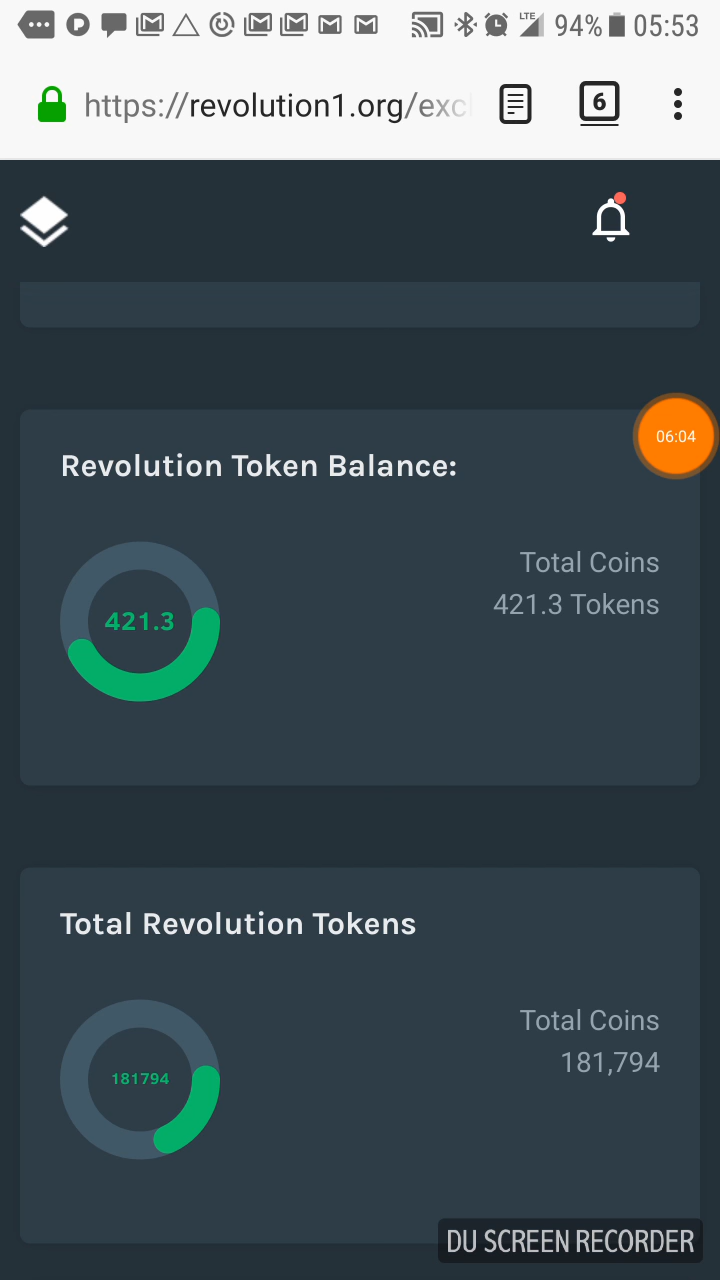 LTE 94% 05:53
https://revolution1.org/exc
6
06:04
Revolution Token Balance:
421.3
Total Coins
421.3 Tokens
Total Revolution Tokens
181794
Total Coins
181,794
DU SCREEN RECORDER